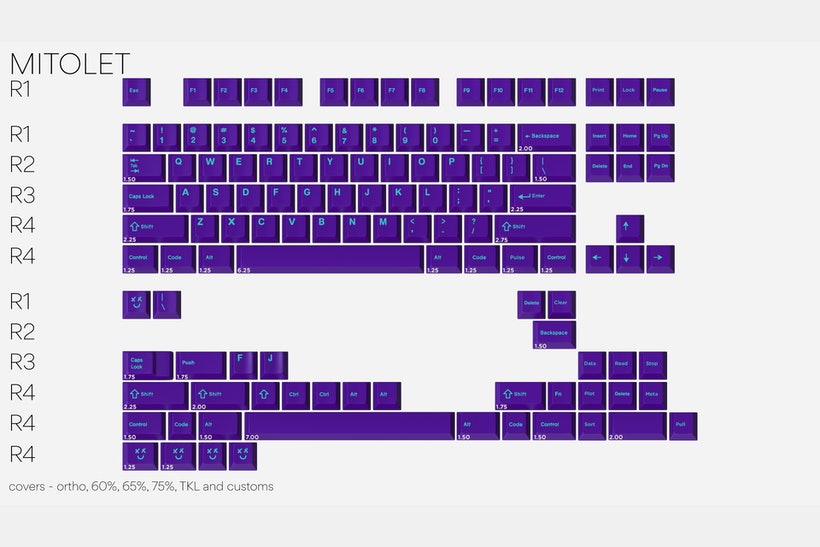 MITOLET
R1 Esc F1 F2 F3 F4 F5 F6 F7 F8 F9 F10 F11 F12 Print Lock Pause
R1 ~ ` ! 1 @ 2 # 3 $ 4 % 5 ^ 6 & 7 * 8 ( 9 ) 0 — - + = ← Backspace 2.00 Insert Home Pg Up
R2 Tab 1.50 Q W E R T Y U I O P { [ } ] | \ 1.50 Delete End Pg Dn
R3 Caps Lock 1.75 A S D F G H J K L : ; " ' Enter 2.25
R4 ⇧ Shift 2.25 Z X C V B N M < , > . ? / ⇧ Shift 2.75 ↑
R4 Control 1.25 Code 1.25 Alt 1.25 6.25 Alt 1.25 Code 1.25 Pulse 1.25 Control 1.25 ← ↓ →
R1 | \ Delete Clear
R2 Backspace 1.50
R3 Caps Lock 1.75 Push 1.75 F J Data Read Stop
R4 ⇧ Shift 2.25 ⇧ Shift 2.00 ⇧ Ctrl Ctrl Alt Alt ⇧ Shift 1.75 Fn Plot Delete Meta
R4 Control 1.50 Code Alt 1.50 7.00 Alt 1.50 Code Control 1.50 Sort 2.00 Pull
R4 1.25 1.25
covers - ortho, 60%, 65%, 75%, TKL and customs